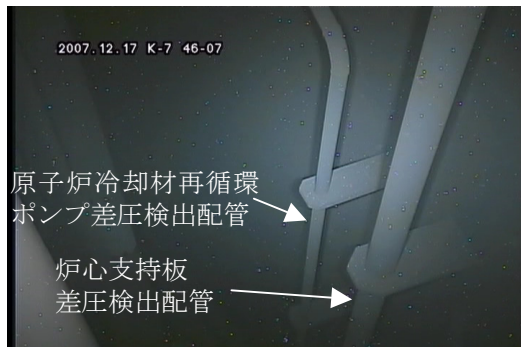 2007.12.17 K-7 46-07
原子炉冷却材再循環
ポンプ差圧検出配管
炉心支持板
差圧検出配管